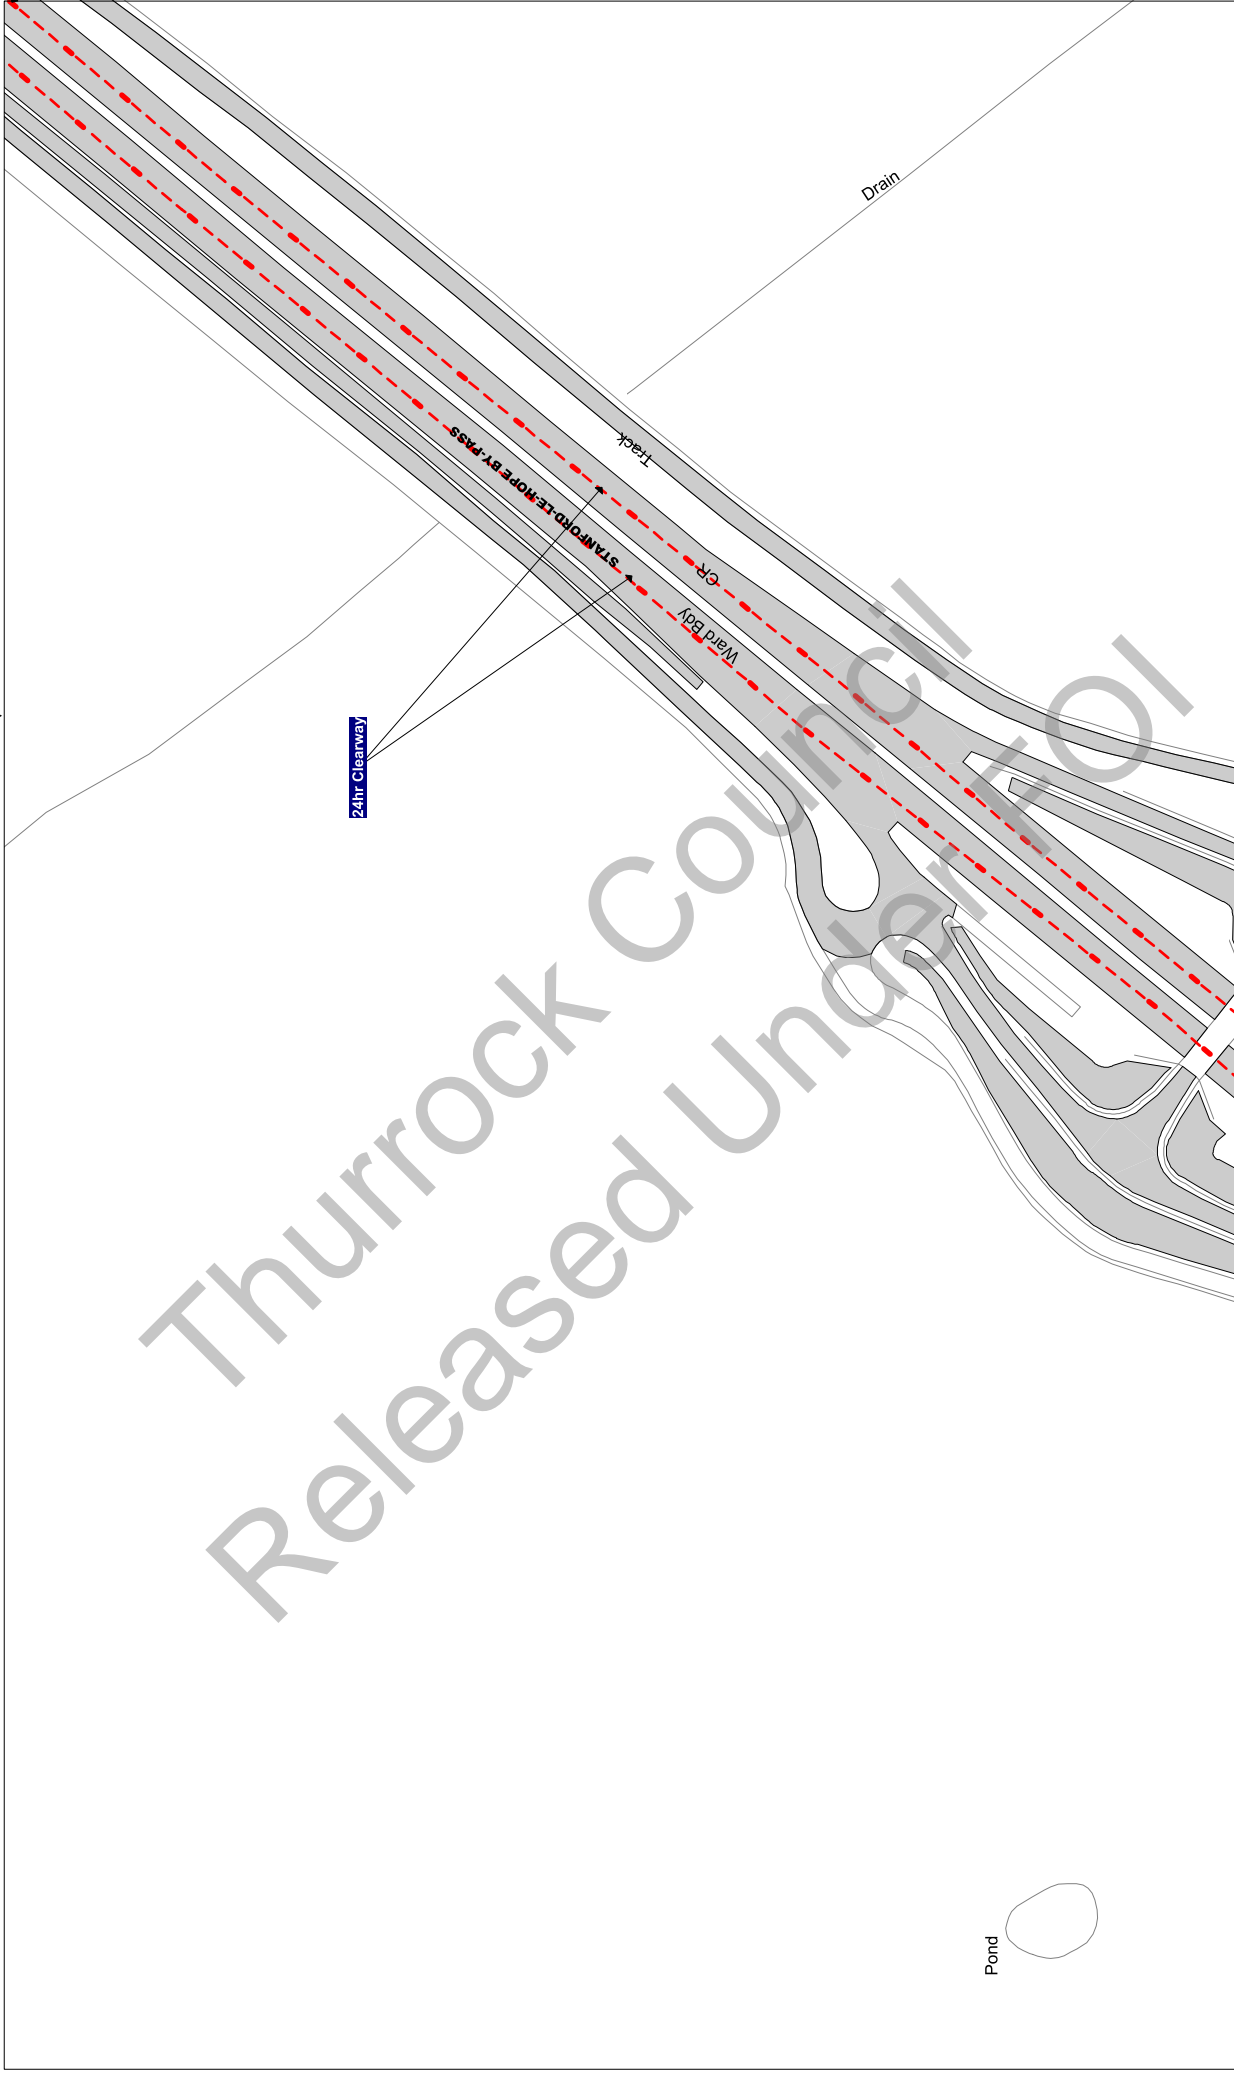 Drain
Track
STANFORD-LE-HOPE BY-PASS
CR
Ward Bdy
24hr Clearway
Thurrock Council
Released Under FOI
Pond